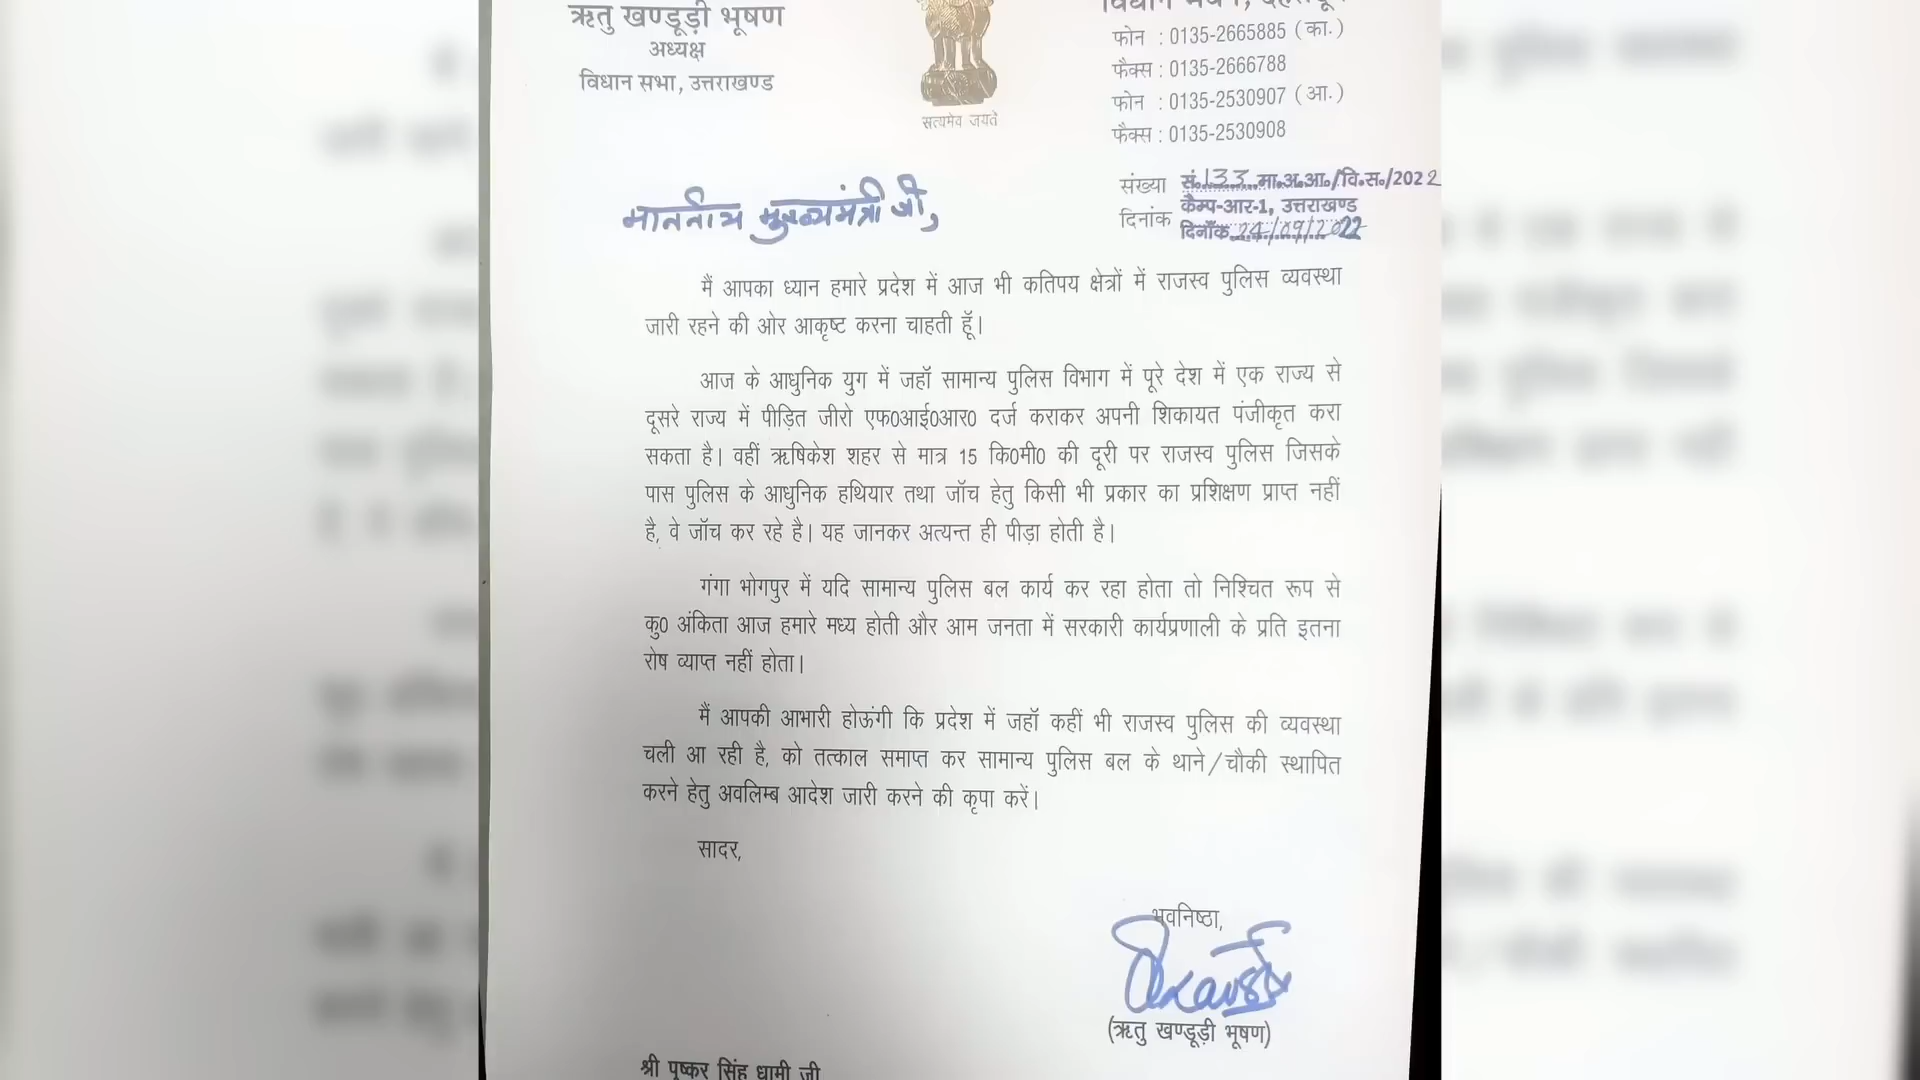 ऋतु खण्डूड़ी भूषण
अध्यक्ष
विधान सभा, उत्तराखण्ड
सत्यमेव जयते
फोन : 0135-2665885 (का.)
फैक्स : 0135-2666788
फोन : 0135-2530907 (आ.)
फैक्स : 0135-2530908
संख्या सं.133 मा.अ.आ./वि.स./2022
कैम्प-आर-1, उत्तराखण्ड
दिनांक दिनाँक 24/09/2022
माननीय मुख्यमंत्री जी,
मैं आपका ध्यान हमारे प्रदेश में आज भी कतिपय क्षेत्रों में राजस्व पुलिस व्यवस्था
जारी रहने की ओर आकृष्ट करना चाहती हूॅ।
आज के आधुनिक युग में जहॉ सामान्य पुलिस विभाग में पूरे देश में एक राज्य से
दूसरे राज्य में पीड़ित जीरो एफ0आई0आर0 दर्ज कराकर अपनी शिकायत पंजीकृत करा
सकता है। वहीं ऋषिकेश शहर से मात्र 15 कि0मी0 की दूरी पर राजस्व पुलिस जिसके
पास पुलिस के आधुनिक हथियार तथा जॉच हेतु किसी भी प्रकार का प्रशिक्षण प्राप्त नहीं
है, वे जॉच कर रहे है। यह जानकर अत्यन्त ही पीड़ा होती है।
गंगा भोगपुर में यदि सामान्य पुलिस बल कार्य कर रहा होता तो निश्चित रूप से
कु0 अंकिता आज हमारे मध्य होती और आम जनता में सरकारी कार्यप्रणाली के प्रति इतना
रोष व्याप्त नहीं होता।
मैं आपकी आभारी होऊंगी कि प्रदेश में जहॉ कहीं भी राजस्व पुलिस की व्यवस्था
चली आ रही है, को तत्काल समाप्त कर सामान्य पुलिस बल के थाने/चौकी स्थापित
करने हेतु अवलिम्ब आदेश जारी करने की कृपा करें।
सादर,
भवनिष्ठा,
(ऋतु खण्डूड़ी भूषण)
श्री पुष्कर सिंह धामी जी